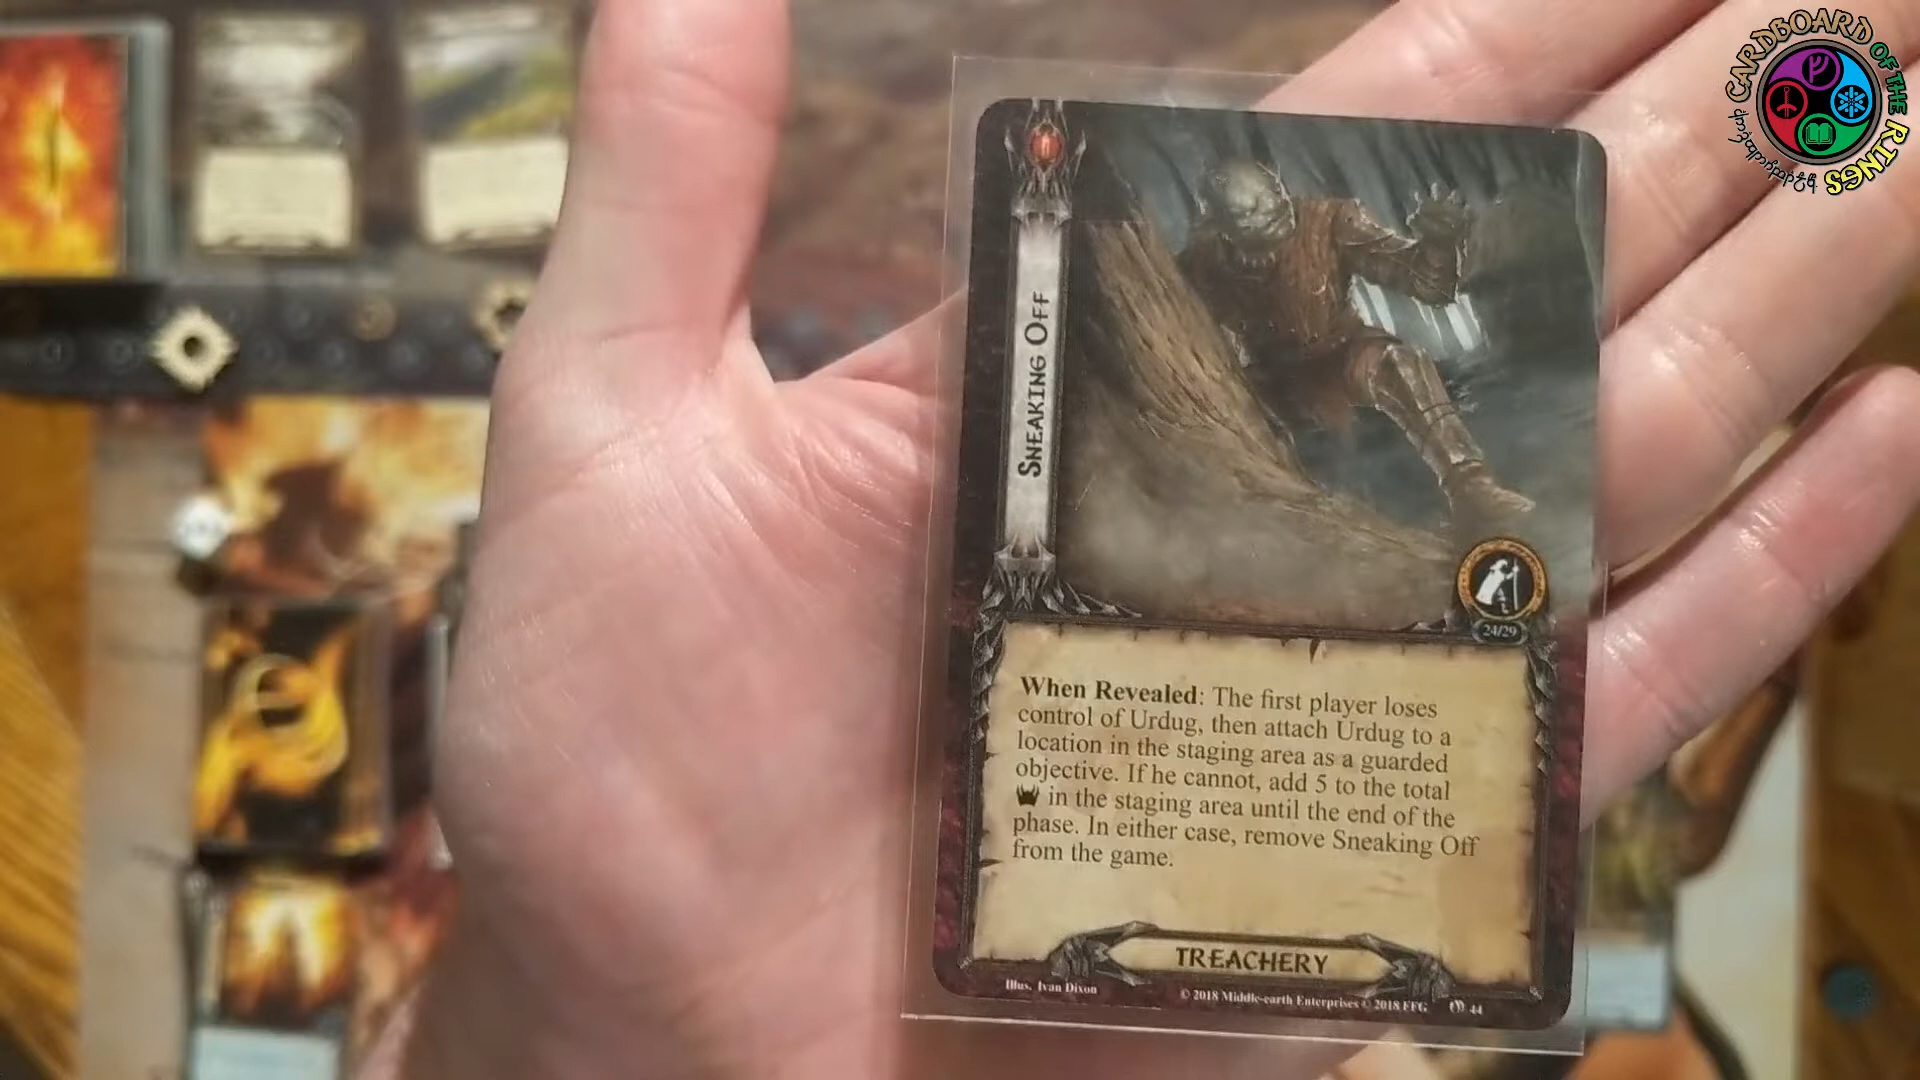 CARDBOARD OF THE RINGS
SNEAKING OFF
24/29
When Revealed: The first player loses
control of Urdug, then attach Urdug to a
location in the staging area as a guarded
objective. If he cannot, add 5 to the total
in the staging area until the end of the
phase. In either case, remove Sneaking Off
from the game.
TREACHERY
Illus. Ivan Dixon
© 2018 Middle-earth Enterprises © 2018 FFG
44